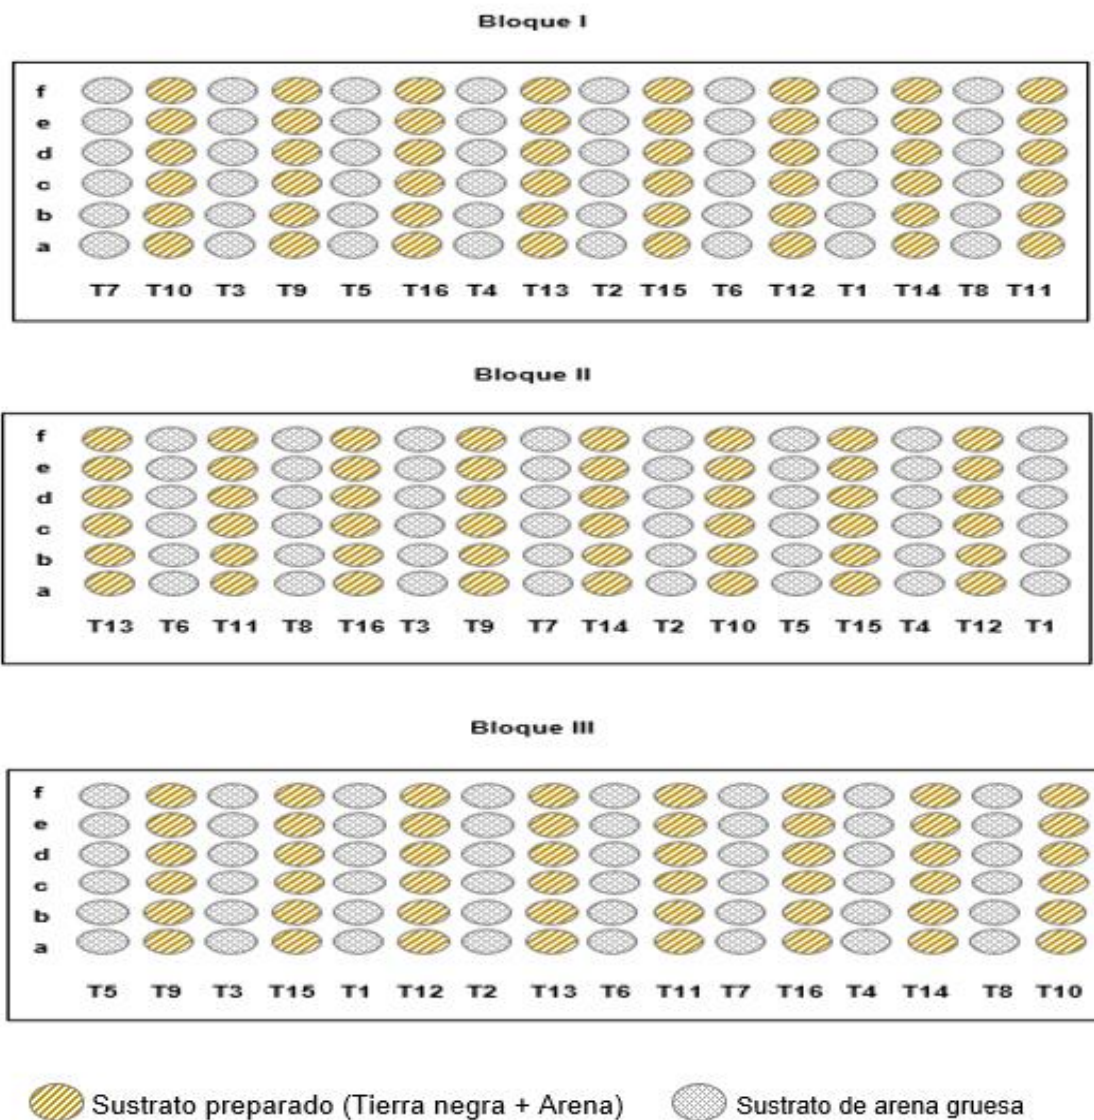 Bloque I
f
e
d
c
b
a
T7 T10 T3 T9 T5 T16 T4 T13 T2 T15 T6 T12 T1 T14 T8 T11
Bloque II
f
e
d
c
b
a
T13 T6 T11 T8 T16 T3 T9 T7 T14 T2 T10 T5 T15 T4 T12 T1
Bloque III
f
e
d
c
b
a
T5 T9 T3 T15 T1 T12 T2 T13 T6 T11 T7 T16 T4 T14 T8 T10
Sustrato preparado (Tierra negra + Arena) Sustrato de arena gruesa